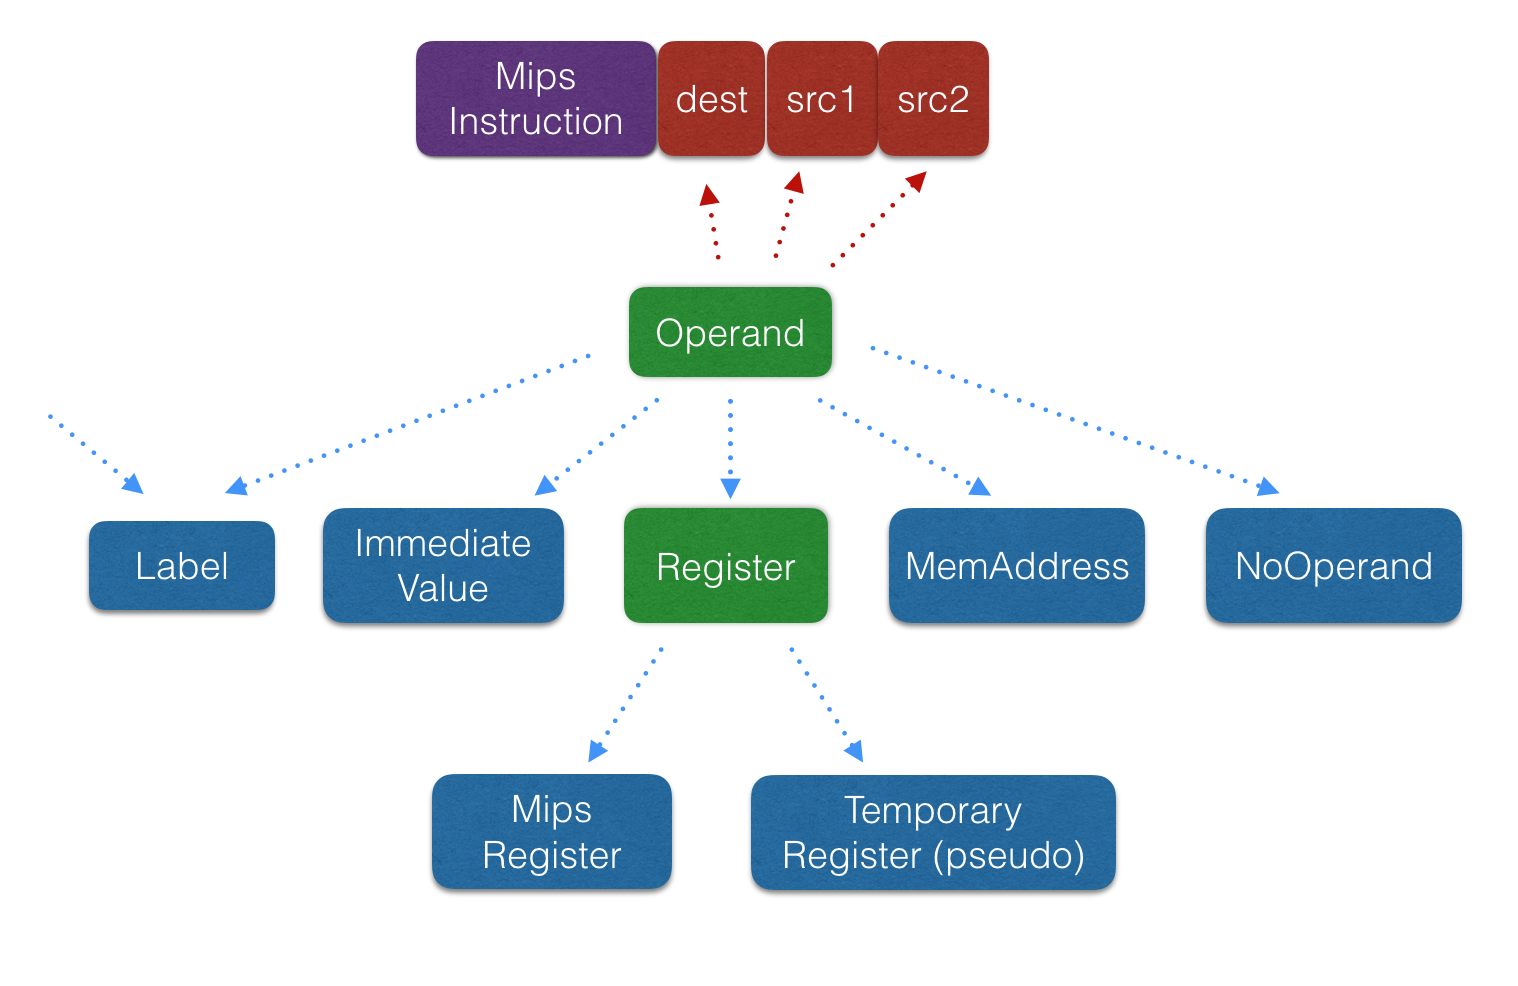 Mips
Instruction
dest
src1
src2
Operand
Label
Immediate
Value
Register
MemAddress
NoOperand
Mips
Register
Temporary
Register (pseudo)